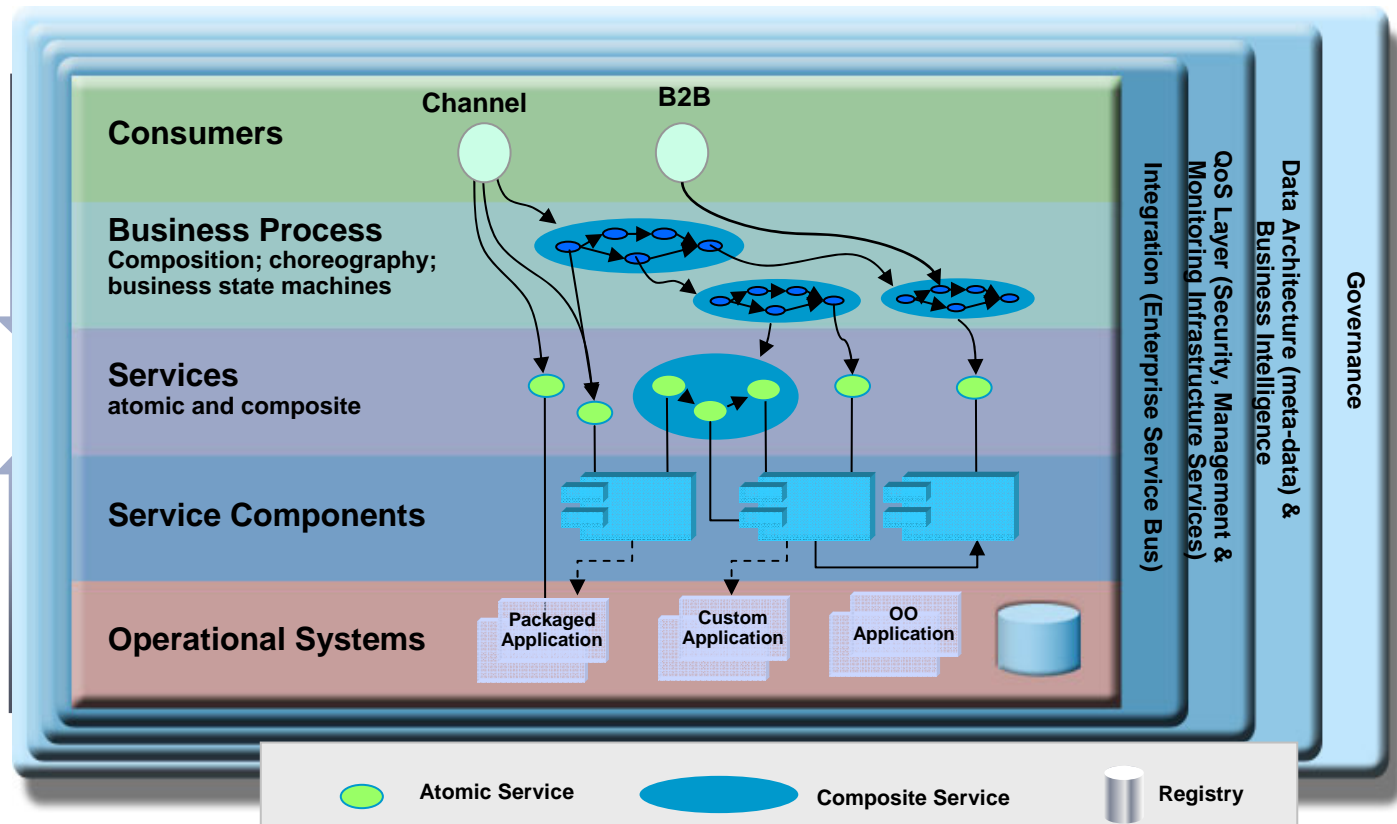 Channel
B2B
Consumers
Business Process
Composition; choreography;
business state machines
Services
atomic and composite
Service Components
Operational Systems
Packaged
Application
Custom
Application
OO
Application
Integration (Enterprise Service Bus)
QoS Layer (Security, Management &
Monitoring Infrastructure Services)
Data Architecture (meta-data) &
Business Intelligence
Governance
Atomic Service
Composite Service
Registry